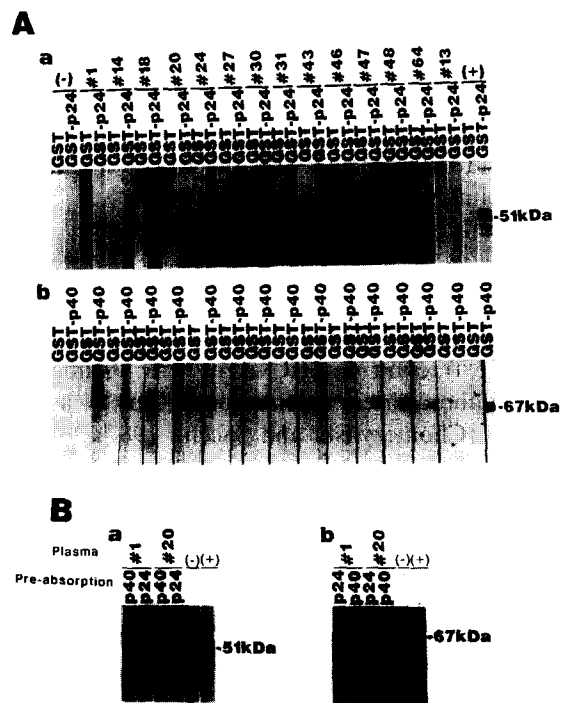 A
a
(-) #1 #14 #18 #20 #24 #27 #30 #31 #43 #46 #47 #48 #64 #13 (+)
GST GST-p24 GST GST-p24 GST GST-p24 GST GST-p24 GST GST-p24 GST GST-p24 GST GST-p24 GST GST-p24 GST GST-p24 GST GST-p24 GST GST-p24 GST GST-p24 GST GST-p24 GST GST-p24 GST GST-p24 GST GST-p24
-51kDa
b
GST GST-p40 GST GST-p40 GST GST-p40 GST GST-p40 GST GST-p40 GST GST-p40 GST GST-p40 GST GST-p40 GST GST-p40 GST GST-p40 GST GST-p40 GST GST-p40 GST GST-p40 GST GST-p40 GST GST-p40
-67kDa
B
a
Plasma #1 #20 (-) (+)
Pre-absorption p40 p24 p40 p24
-51kDa
b
#1 #20 (-) (+)
p24 p40 p24 p40
-67kDa